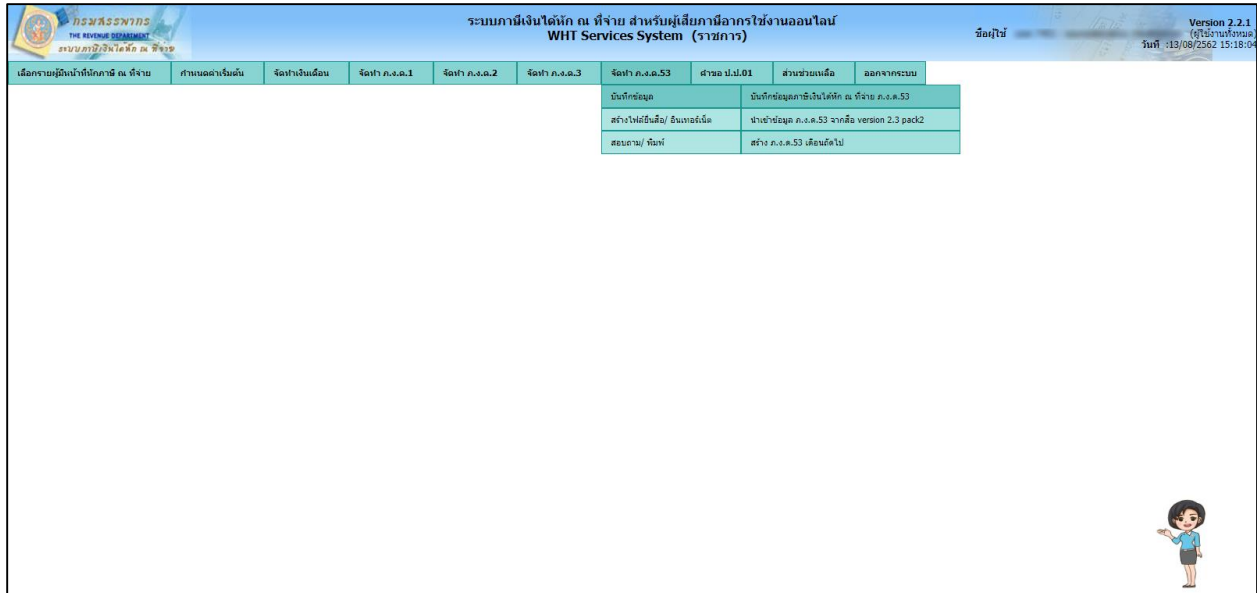 กรมสรรพากร
THE REVENUE DEPARTMENT
ระบบภาษีเงินได้หัก ณ ที่จ่าย
ระบบภาษีเงินได้หัก ณ ที่จ่าย สำหรับผู้เสียภาษีอากรใช้งานออนไลน์
WHT Services System (ราชการ)
ชื่อผู้ใช้
Version 2.2.1
(ผู้ใช้งานทั้งหมด)
วันที่ :13/08/2562 15:18:04
เลือกรายผู้มีหน้าที่หักภาษี ณ ที่จ่าย กำหนดค่าเริ่มต้น จัดทำเงินเดือน จัดทำ ภ.ง.ด.1 จัดทำ ภ.ง.ด.2 จัดทำ ภ.ง.ด.3 จัดทำ ภ.ง.ด.53 คำขอ ป.ป.01 ส่วนช่วยเหลือ ออกจากระบบ
บันทึกข้อมูล บันทึกข้อมูลภาษีเงินได้หัก ณ ที่จ่าย ภ.ง.ด.53
สร้างไฟล์ยื่นสื่อ/ อินเทอร์เน็ต นำเข้าข้อมูล ภ.ง.ด.53 จากสื่อ version 2.3 pack2
สอบถาม/ พิมพ์ สร้าง ภ.ง.ด.53 เดือนถัดไป